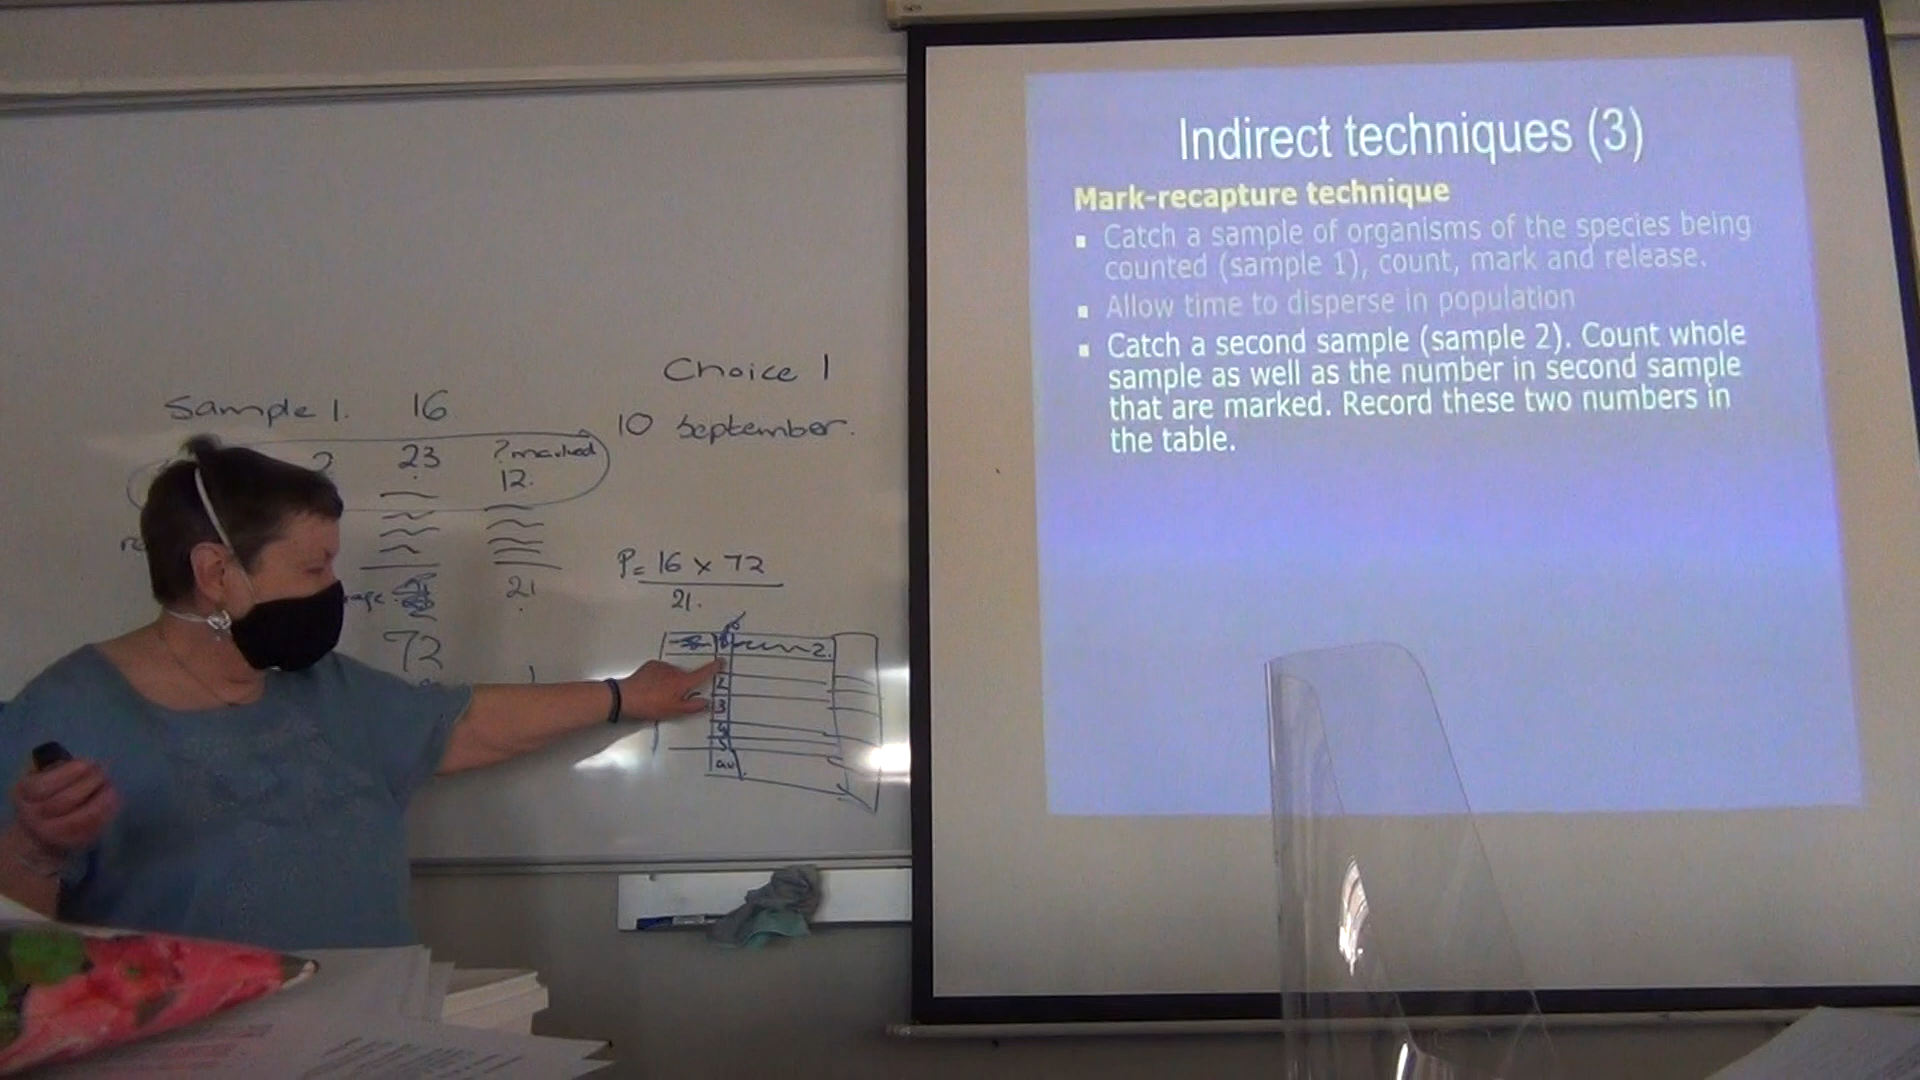 Sample 1. 16
2 23 ? marked
12.
21
72
Choice 1
10 September.
P= 16 x 72
21.
2.
2
3
4
5
av
Indirect techniques (3)
Mark-recapture technique
▪ Catch a sample of organisms of the species being
counted (sample 1), count, mark and release.
▪ Allow time to disperse in population
▪ Catch a second sample (sample 2). Count whole
sample as well as the number in second sample
that are marked. Record these two numbers in
the table.